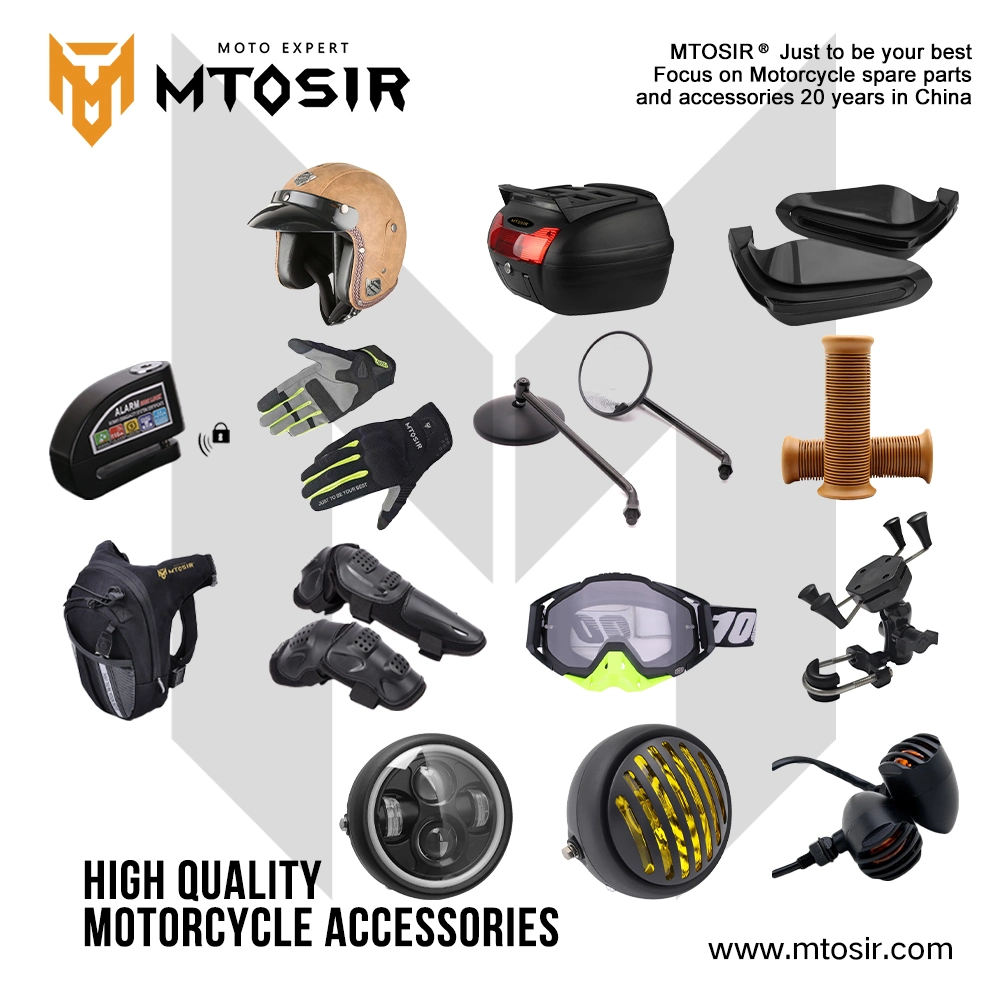 MOTO EXPERT
MTOSIR
MTOSIR® Just to be your best
Focus on Motorcycle spare parts
and accessories 20 years in China
MTOSIR
ALARM
MTOSIR
JUST TO BE YOUR BEST
MTOSIR
100
HIGH QUALITY
MOTORCYCLE ACCESSORIES
www.mtosir.com